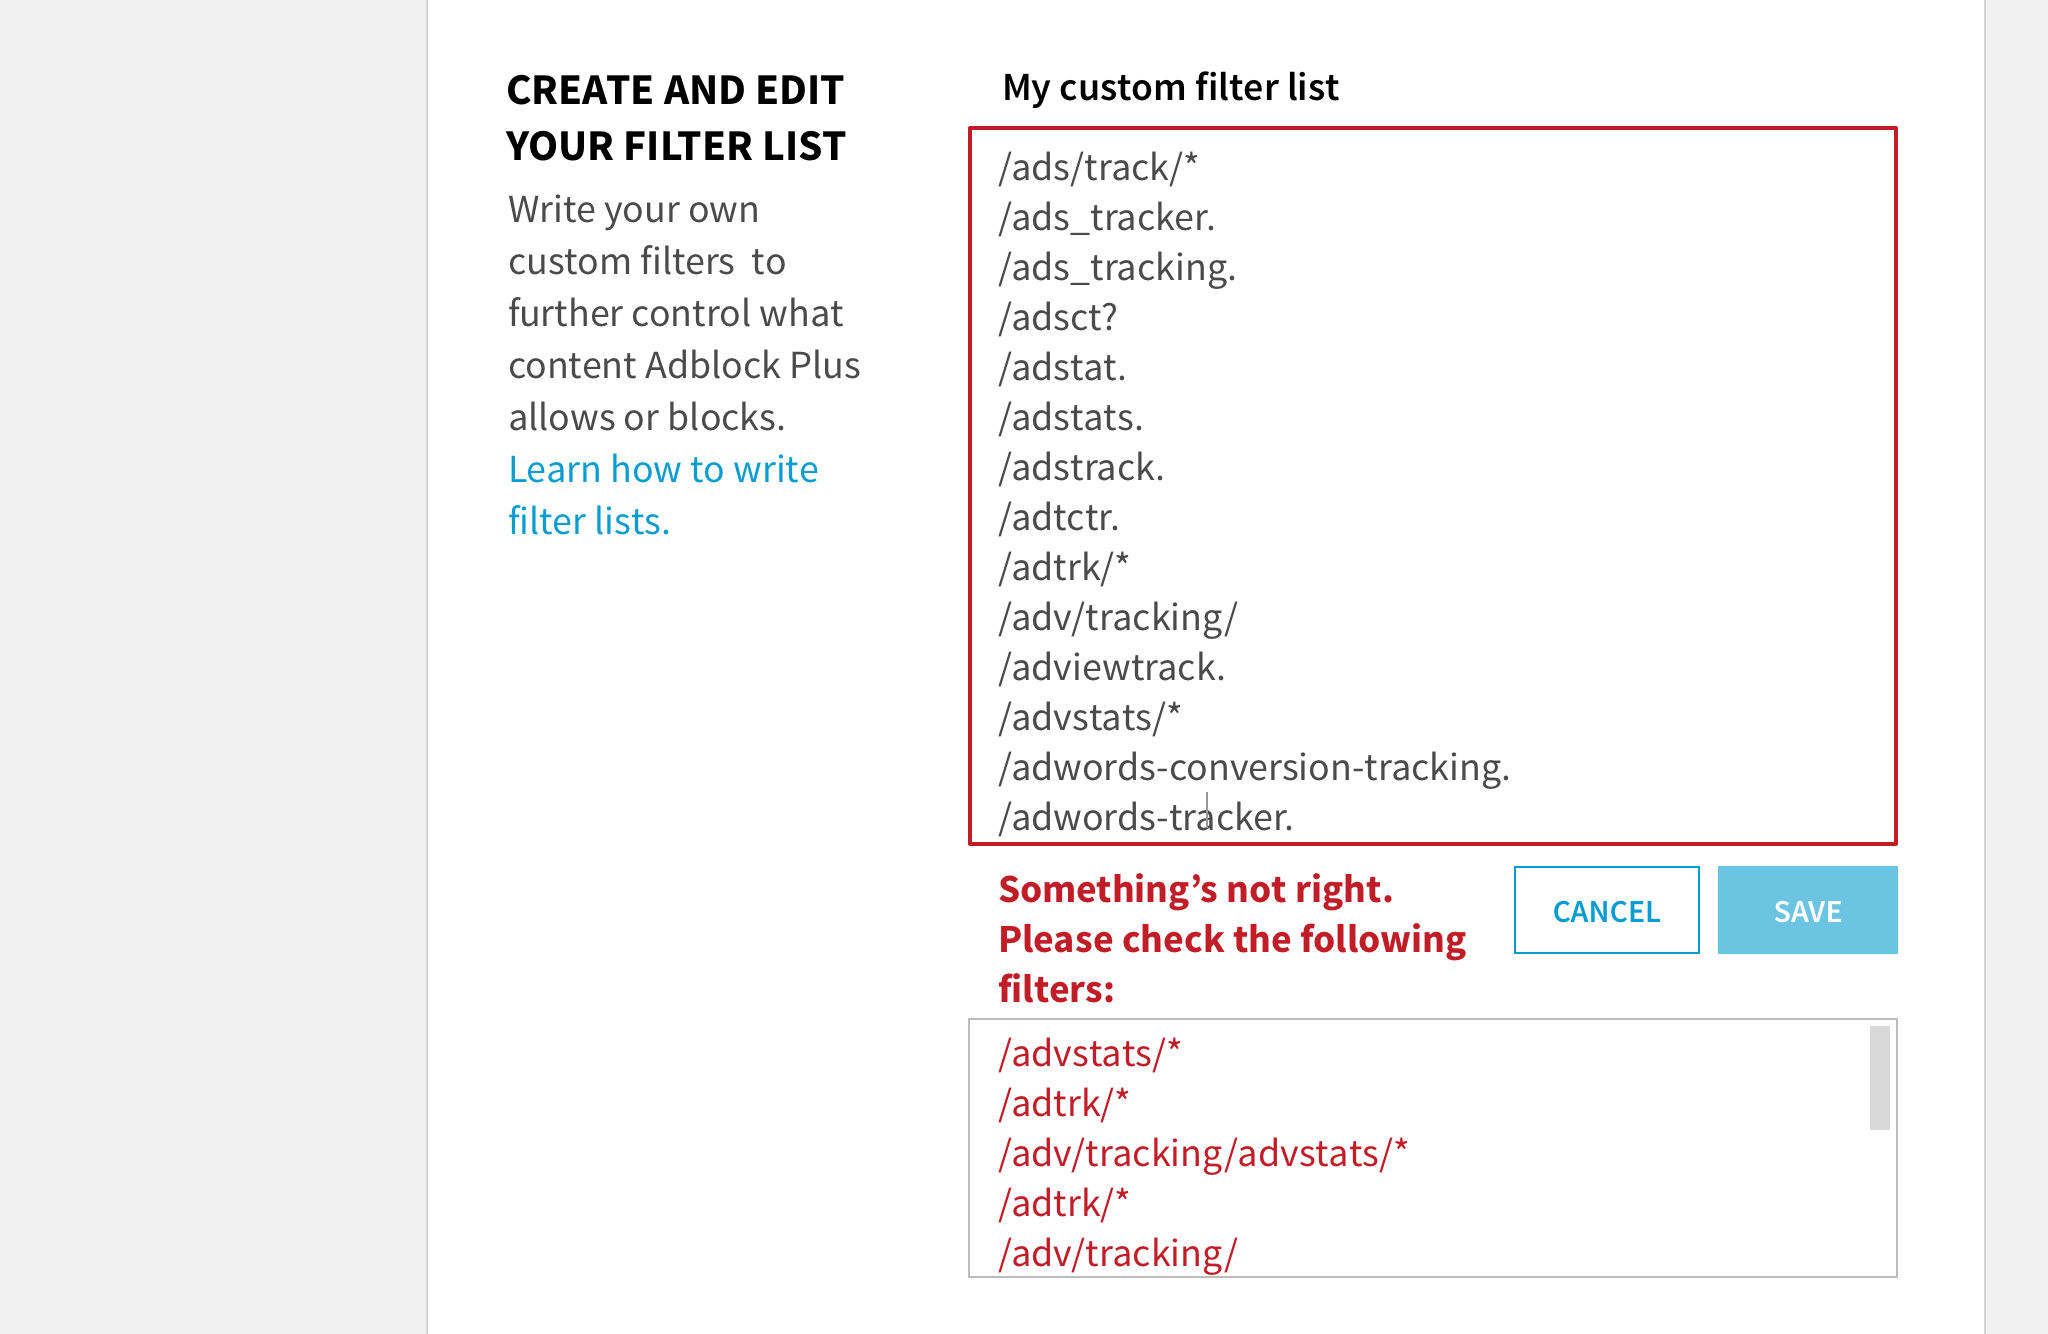 CREATE AND EDIT
YOUR FILTER LIST
Write your own
custom filters  to
further control what
content Adblock Plus
allows or blocks.
Learn how to write
filter lists.
My custom filter list
/ads/track/*
/ads_tracker.
/ads_tracking.
/adsct?
/adstat.
/adstats.
/adstrack.
/adtctr.
/adtrk/*
/adv/tracking/
/adviewtrack.
/advstats/*
/adwords-conversion-tracking.
/adwords-tracker.
Something’s not right.
Please check the following
filters:
CANCEL
SAVE
/advstats/*
/adtrk/*
/adv/tracking/advstats/*
/adtrk/*
/adv/tracking/